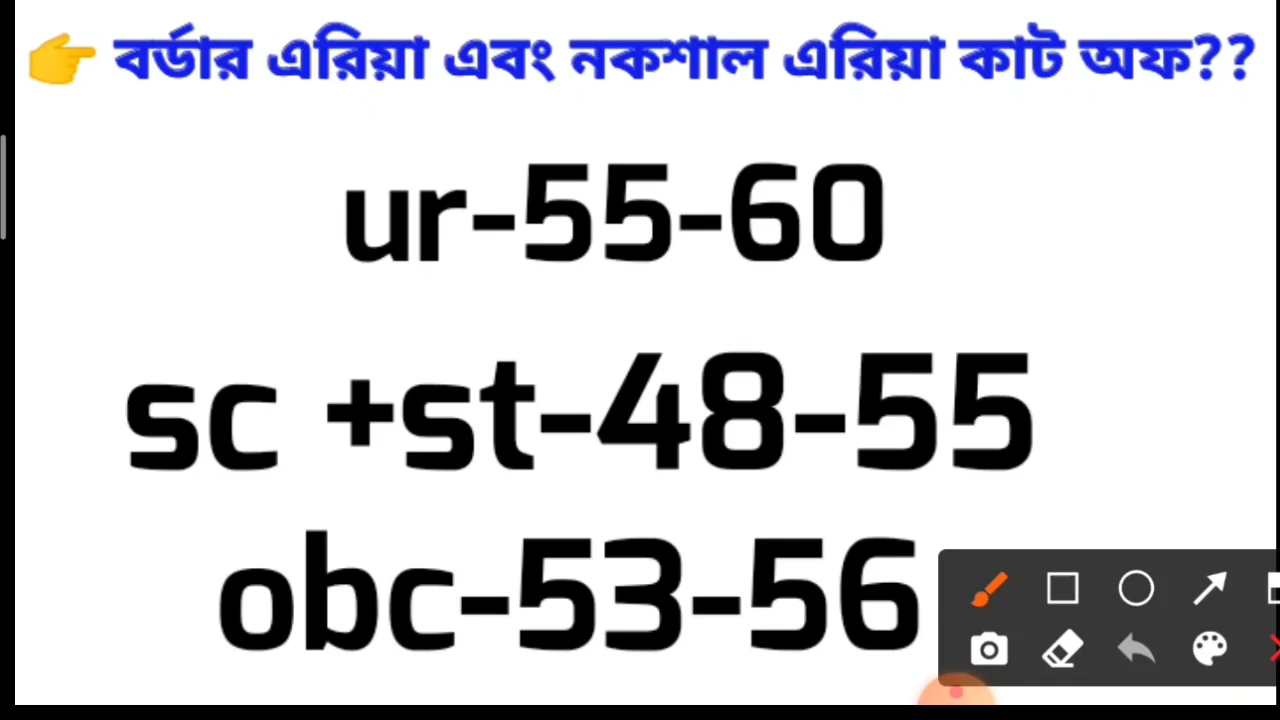 👉 বর্ডার এরিয়া এবং নকশাল এরিয়া কাট অফ??
ur-55-60
sc +st-48-55
obc-53-56